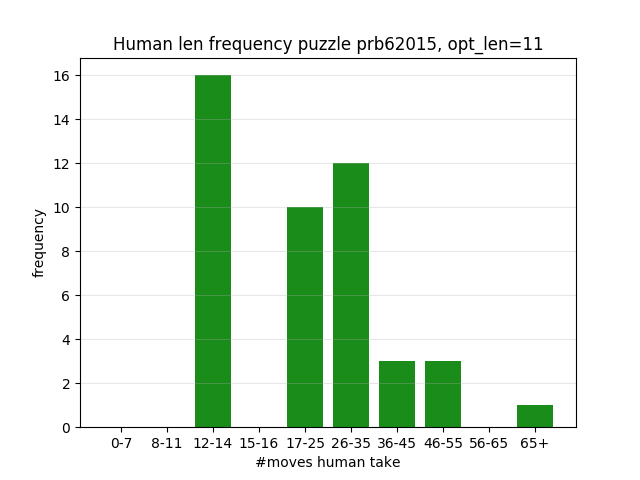 Human len frequency puzzle prb62015, opt_len=11
16
14
12
10
8
6
4
2
0
frequency
0-7 8-11 12-14 15-16 17-25 26-35 36-45 46-55 56-65 65+
#moves human take